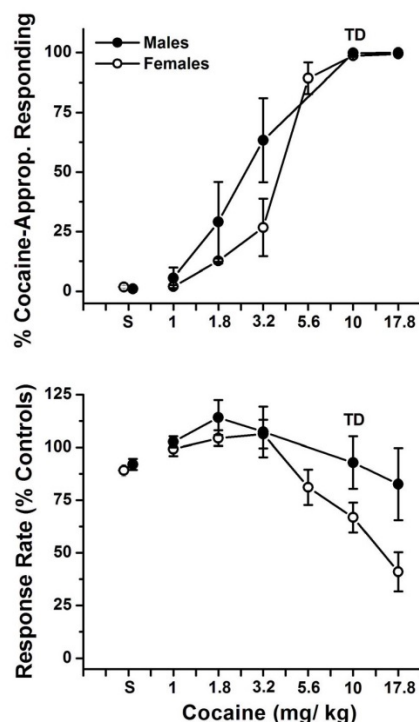 TD
Males
Females
% Cocaine-Approp. Responding
100
75
50
25
0
S 1 1.8 3.2 5.6 10 17.8
TD
Response Rate (% Controls)
125
100
75
50
25
0
S 1 1.8 3.2 5.6 10 17.8
Cocaine (mg/ kg)